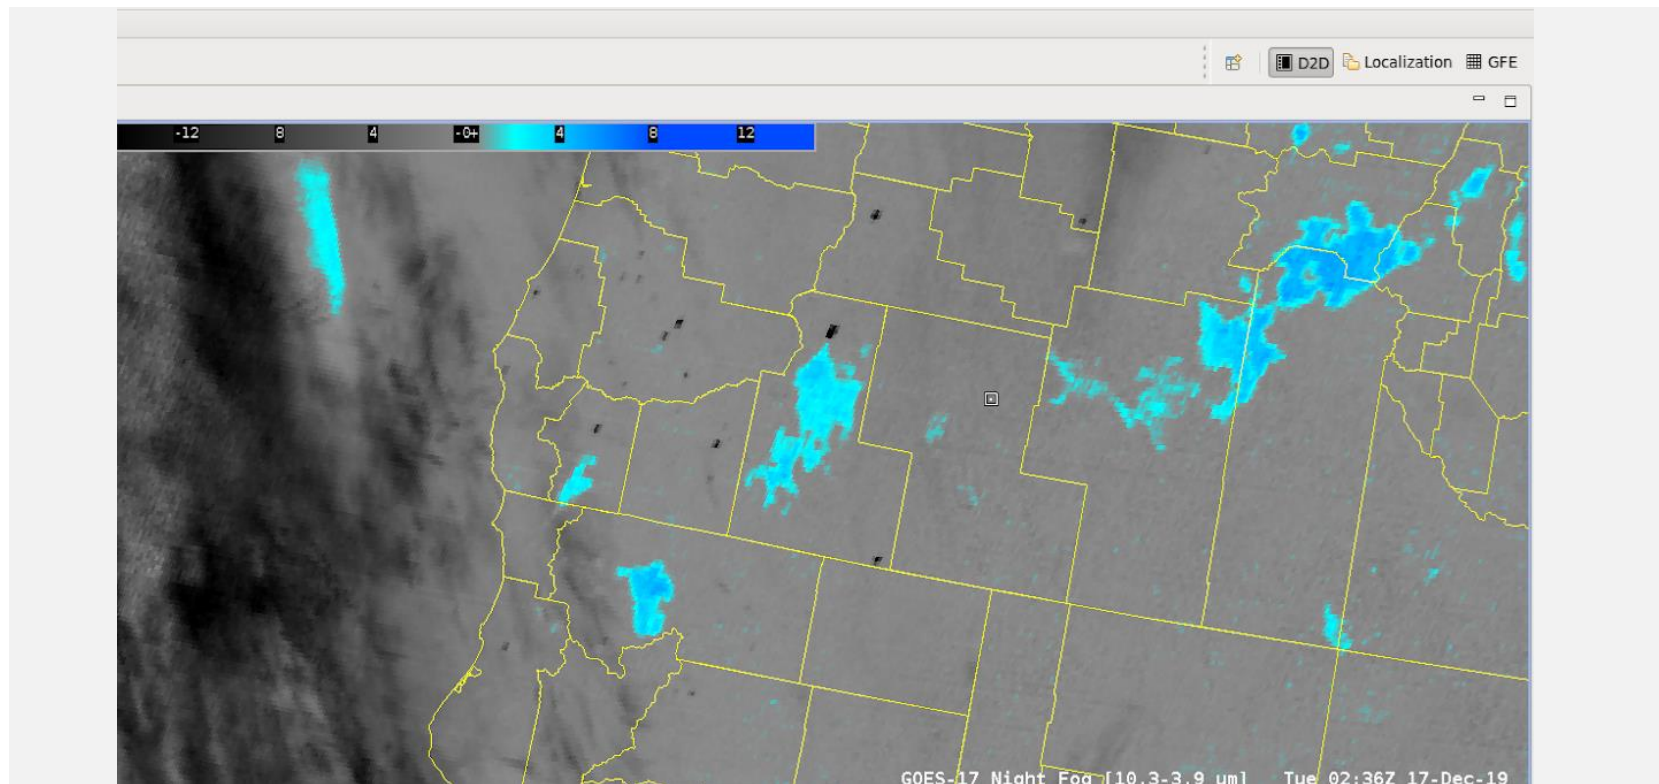 D2D Localization GFE
-12 8 4 -0+ 4 8 12
GOES-17 Night Fog [10.3-3.9 um] Tue 02:36Z 17-Dec-19